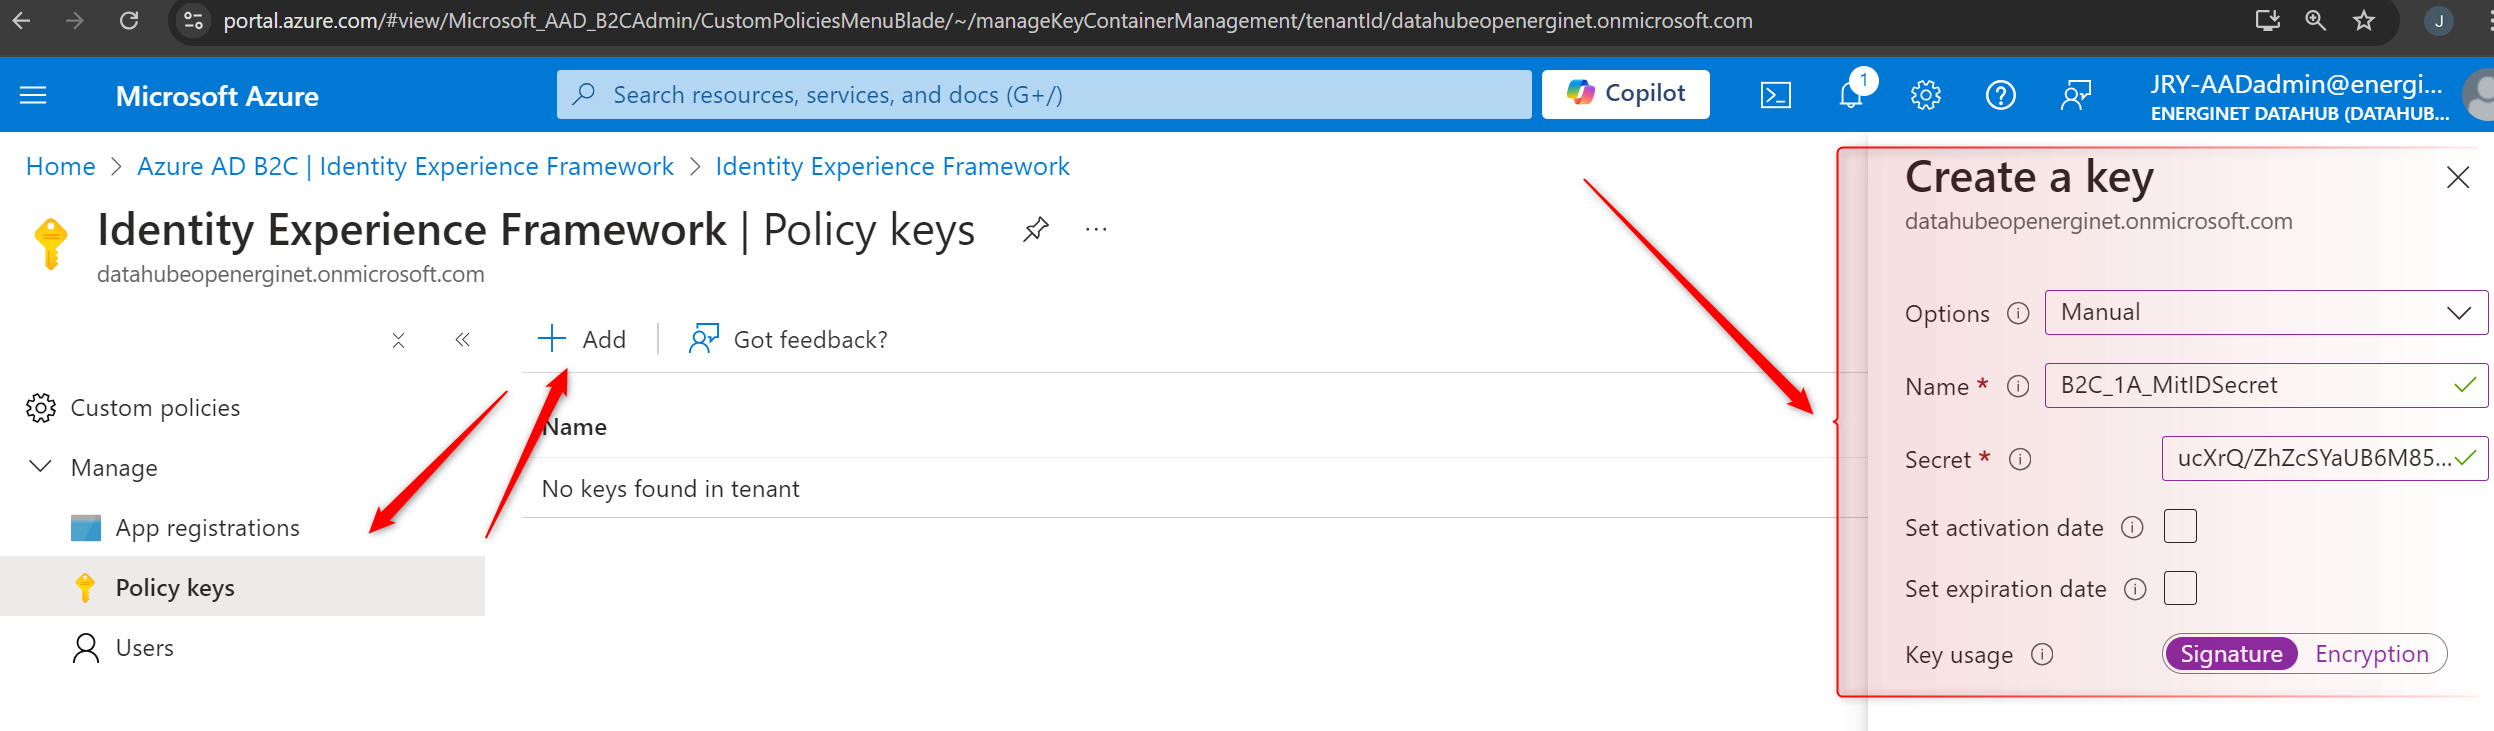 portal.azure.com/#view/Microsoft_AAD_B2CAdmin/CustomPoliciesMenuBlade/~/manageKeyContainerManagement/tenantId/datahubeopenerginet.onmicrosoft.com
J
Microsoft Azure
Search resources, services, and docs (G+/)
Copilot
1
JRY-AADadmin@energi...
ENERGINET DATAHUB (DATAHUB...
Home > Azure AD B2C | Identity Experience Framework > Identity Experience Framework
Identity Experience Framework | Policy keys
datahubeopenerginet.onmicrosoft.com
Add
Got feedback?
Custom policies
Manage
App registrations
Policy keys
Users
Name
No keys found in tenant
Create a key
datahubeopenerginet.onmicrosoft.com
Options Manual
Name * B2C_1A_MitIDSecret
Secret * ucXrQ/ZhZcSYaUB6M85...
Set activation date
Set expiration date
Key usage Signature Encryption